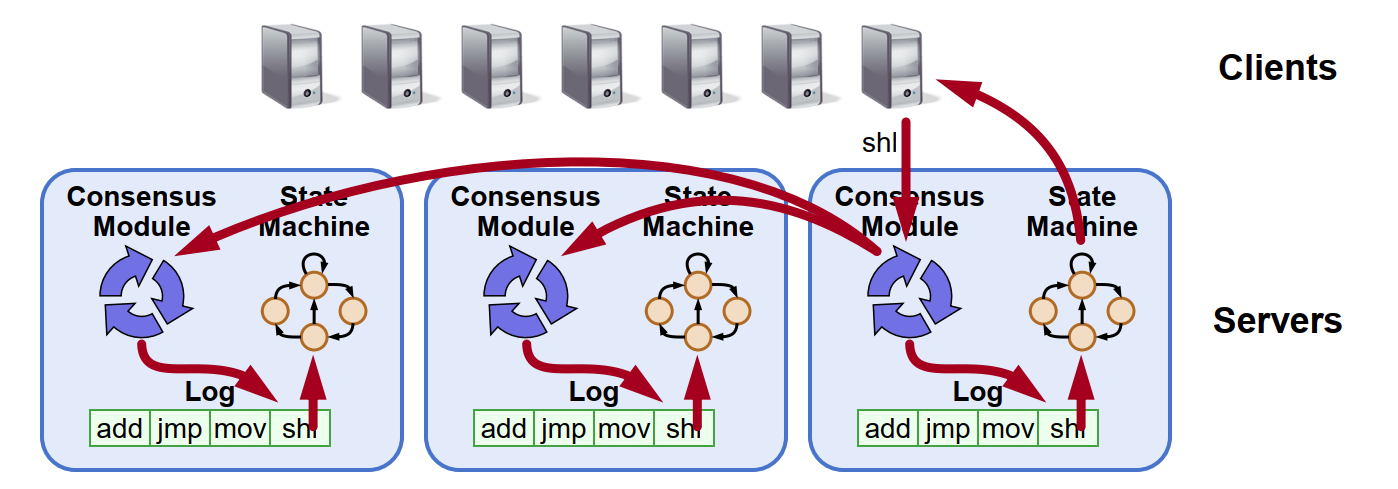 Clients
shl
Consensus Module
State Machine
Consensus Module
State Machine
Consensus Module
State Machine
Servers
Log
Log
Log
add jmp mov shl
add jmp mov shl
add jmp mov shl